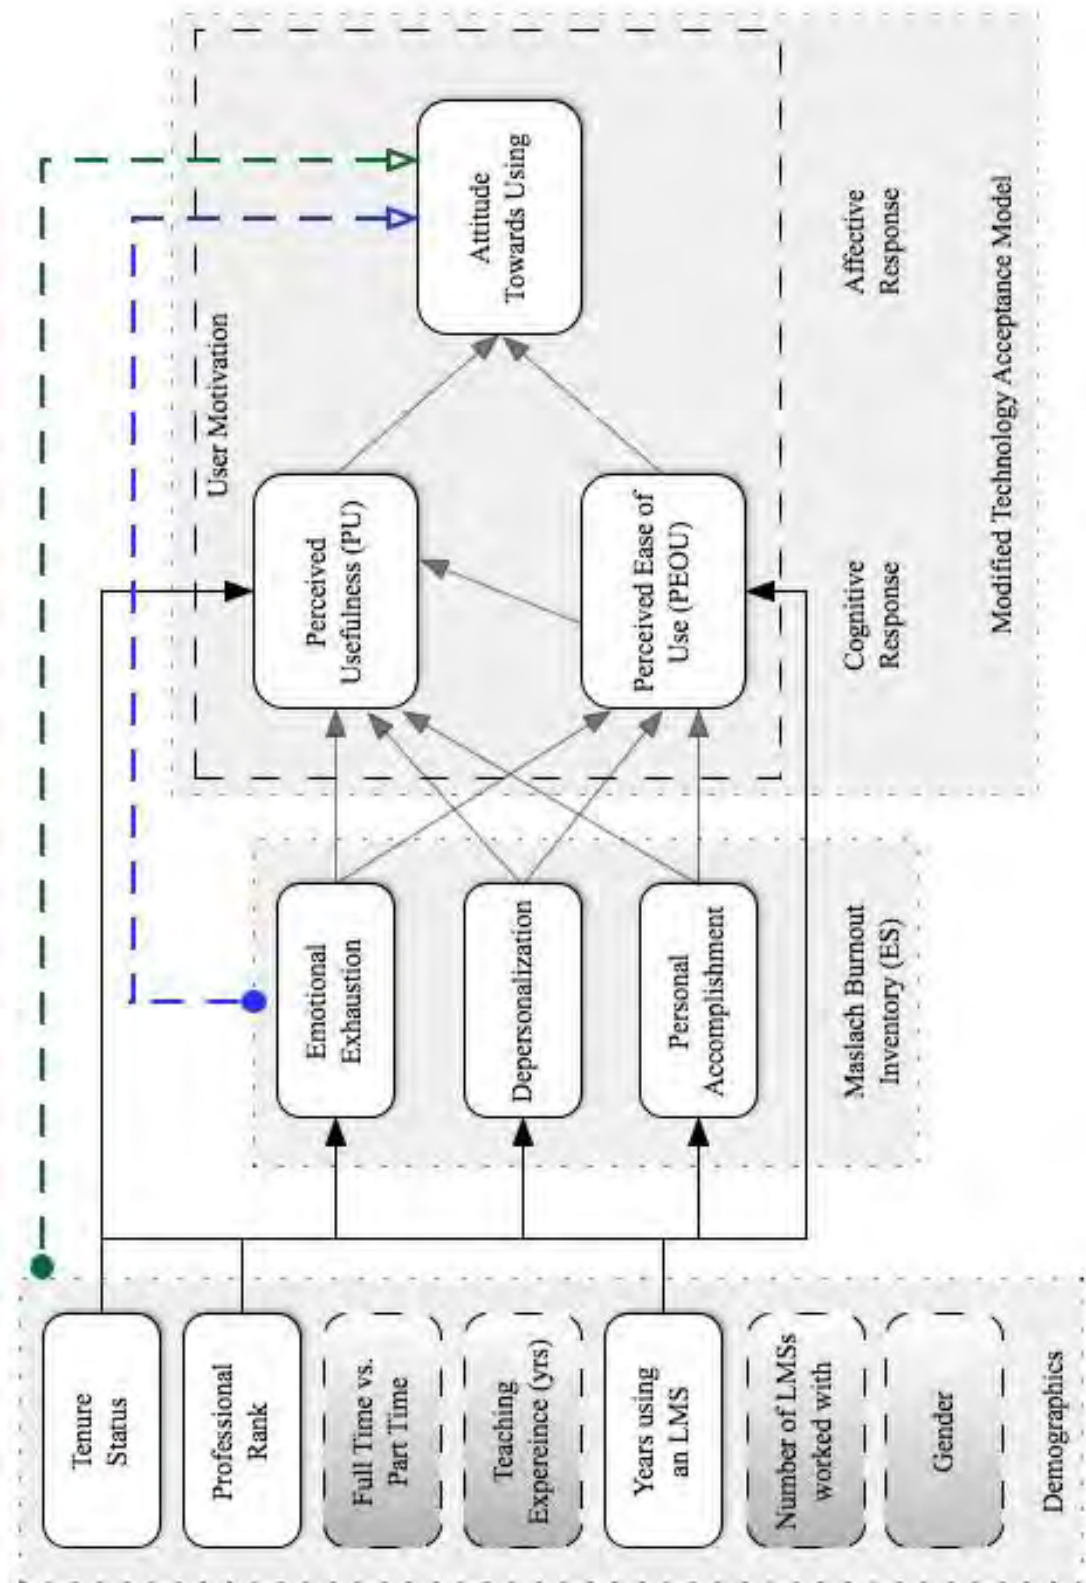 Tenure
Status
Professional
Rank
Full Time vs.
Part Time
Teaching
Expereince (yrs)
Years using
an LMS
Number of LMSs
worked with
Gender
Demographics
Emotional
Exhaustion
Depersonalization
Personal
Accomplishment
Maslach Burnout
Inventory (ES)
User Motivation
Perceived
Usefulness (PU)
Perceived Ease of
Use (PEOU)
Cognitive
Response
Attitude
Towards Using
Affective
Response
Modified Technology Acceptance Model